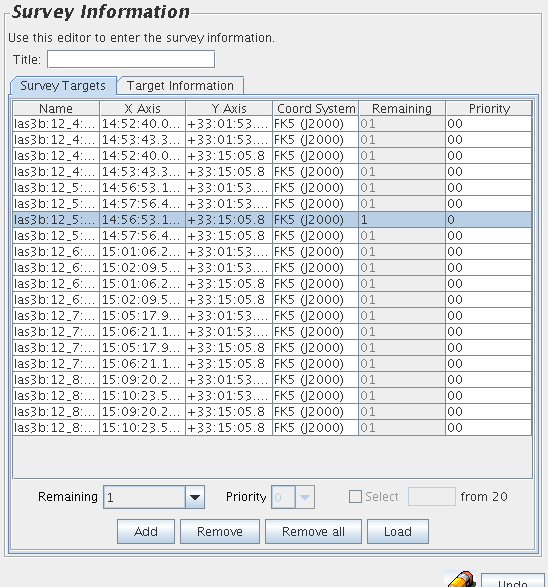 Survey Information
Use this editor to enter the survey information.
Title:
Survey Targets Target Information
Name X Axis Y Axis Coord System Remaining Priority
las3b:12_4:... 14:52:40.0... +33:01:53.... FK5 (J2000) 01 00
las3b:12_4:... 14:53:43.3... +33:01:53.... FK5 (J2000) 01 00
las3b:12_4:... 14:52:40.0... +33:15:05.8 FK5 (J2000) 01 00
las3b:12_4:... 14:53:43.3... +33:15:05.8 FK5 (J2000) 01 00
las3b:12_5:... 14:56:53.1... +33:01:53.... FK5 (J2000) 01 00
las3b:12_5:... 14:57:56.4... +33:01:53.... FK5 (J2000) 01 00
las3b:12_5:... 14:56:53.1... +33:15:05.8 FK5 (J2000) 1 0
las3b:12_5:... 14:57:56.4... +33:15:05.8 FK5 (J2000) 01 00
las3b:12_6:... 15:01:06.2... +33:01:53.... FK5 (J2000) 01 00
las3b:12_6:... 15:02:09.5... +33:01:53.... FK5 (J2000) 01 00
las3b:12_6:... 15:01:06.2... +33:15:05.8 FK5 (J2000) 01 00
las3b:12_6:... 15:02:09.5... +33:15:05.8 FK5 (J2000) 01 00
las3b:12_7:... 15:05:17.9... +33:01:53.... FK5 (J2000) 01 00
las3b:12_7:... 15:06:21.1... +33:01:53.... FK5 (J2000) 01 00
las3b:12_7:... 15:05:17.9... +33:15:05.8 FK5 (J2000) 01 00
las3b:12_7:... 15:06:21.1... +33:15:05.8 FK5 (J2000) 01 00
las3b:12_8:... 15:09:20.2... +33:01:53.... FK5 (J2000) 01 00
las3b:12_8:... 15:10:23.5... +33:01:53.... FK5 (J2000) 01 00
las3b:12_8:... 15:09:20.2... +33:15:05.8 FK5 (J2000) 01 00
las3b:12_8:... 15:10:23.5... +33:15:05.8 FK5 (J2000) 01 00
Remaining 1 Priority 0 Select from 20
Add Remove Remove all Load
Undo